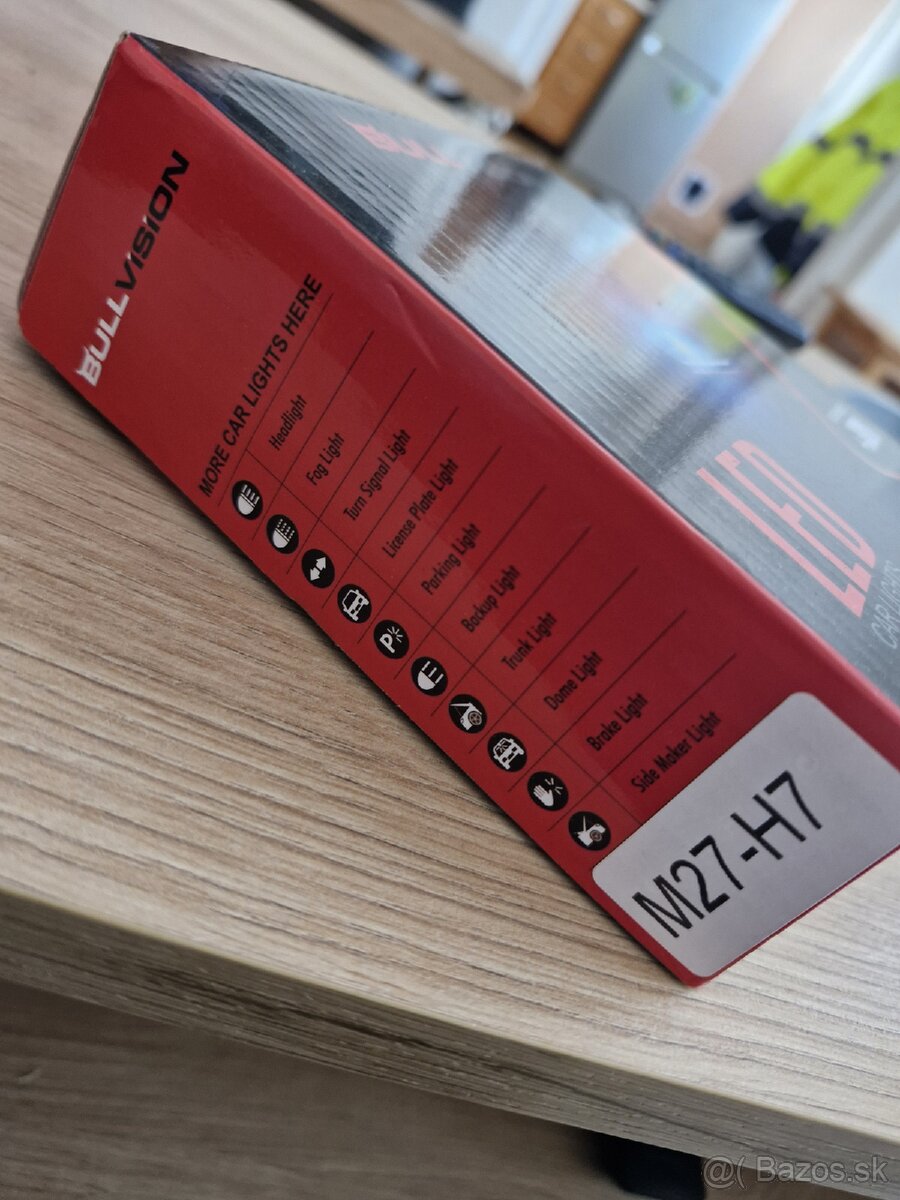 BULLVISION
MORE CAR LIGHTS HERE
Headlight
Fog Light
Turn Signal Light
License Plate Light
P
Parking Light
Backup Light
Trunk Light
Dome Light
Brake Light
Side Maker Light
M27-H7
BULL
LED
CAR LIGHTS
@( Bazos.sk